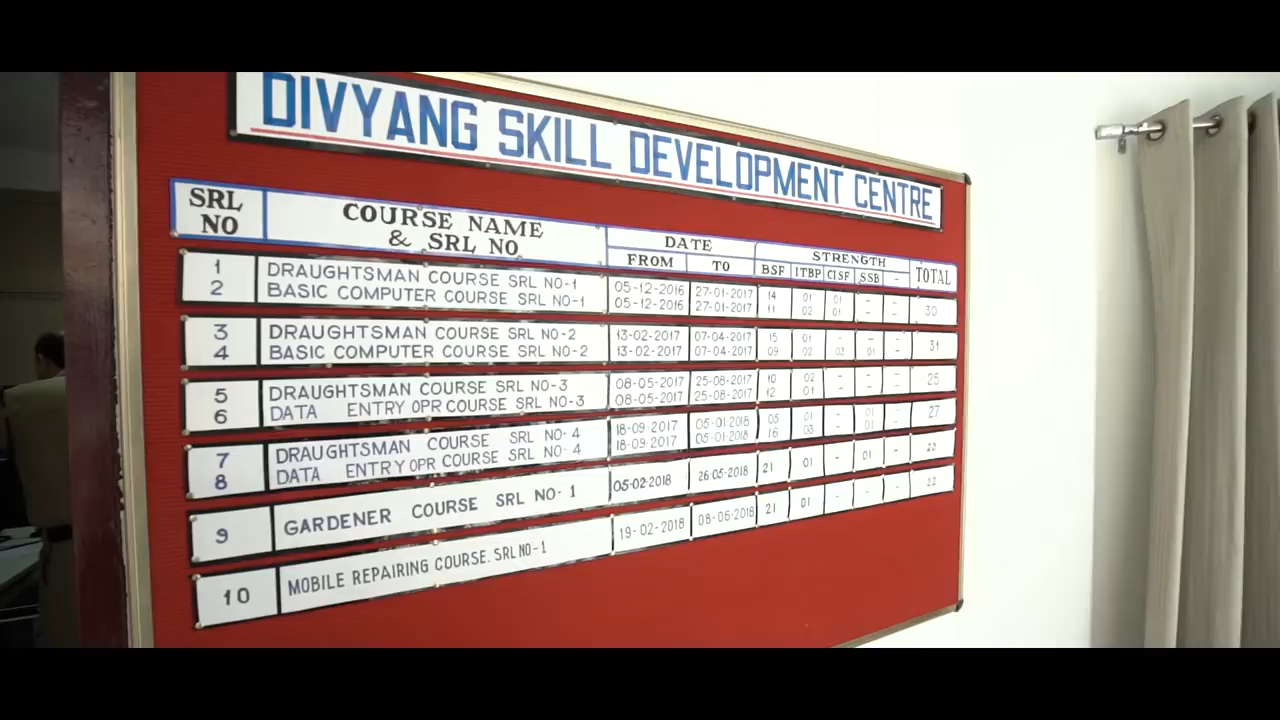 DIVYANG SKILL DEVELOPMENT CENTRE
SRL NO COURSE NAME & SRL NO DATE FROM TO STRENGTH BSF ITBP CISF SSB - TOTAL
1 DRAUGHTSMAN COURSE SRL NO-1 05-12-2016 27-01-2017 14 01 01 - -
2 BASIC COMPUTER COURSE SRL NO-1 05-12-2016 27-01-2017 11 02 01 - - 30
3 DRAUGHTSMAN COURSE SRL NO-2 13-02-2017 07-04-2017 15 01 - - -
4 BASIC COMPUTER COURSE SRL NO-2 13-02-2017 07-04-2017 09 02 03 01 - 31
5 DRAUGHTSMAN COURSE SRL NO-3 08-05-2017 25-08-2017 10 02 - - -
6 DATA ENTRY OPR COURSE SRL NO-3 08-05-2017 25-08-2017 12 01 - - - 25
7 DRAUGHTSMAN COURSE SRL NO-4 18-09-2017 05-01-2018 05 01 - 01 -
8 DATA ENTRY OPR COURSE SRL NO-4 18-09-2017 05-01-2018 16 03 - 01 - 27
9 GARDENER COURSE SRL NO-1 05-02-2018 26-05-2018 21 01 - 01 -
10 MOBILE REPAIRING COURSE. SRL NO-1 19-02-2018 08-06-2018 21 01 - - - 22